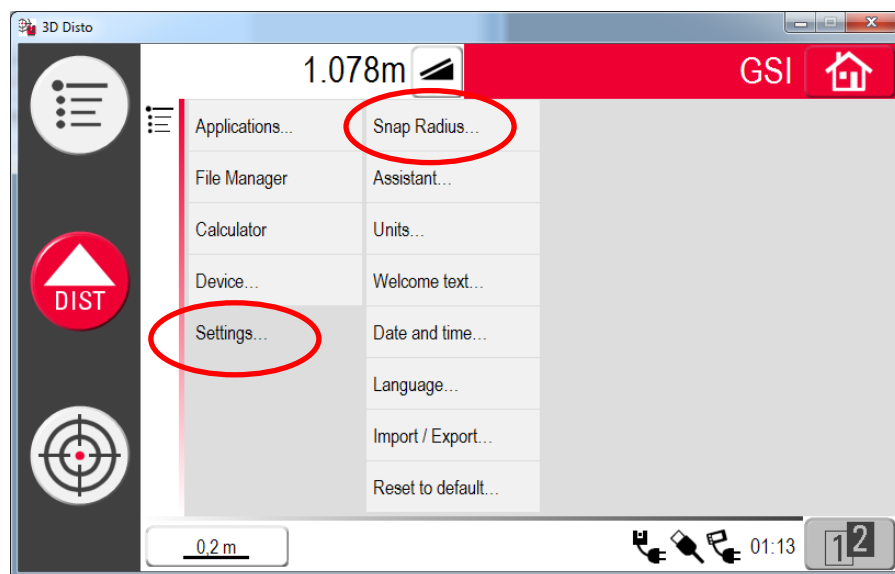 3D Disto
1.078m
GSI
Applications...
Snap Radius...
File Manager
Assistant...
Calculator
Units...
Device...
Welcome text...
DIST
Settings...
Date and time...
Language...
Import / Export...
Reset to default...
0,2 m
01:13
1 2